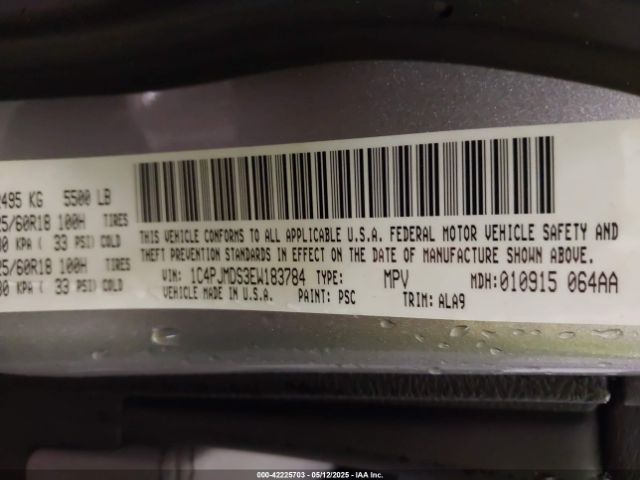 2495 KG 5500 LB
25/60R18 100H TIRES
KPA ( 33 PSI) COLD
25/60R18 100H TIRES
KPA ( 33 PSI) COLD
THIS VEHICLE CONFORMS TO ALL APPLICABLE U.S.A. FEDERAL MOTOR VEHICLE SAFETY AND
THEFT PREVENTION STANDARDS IN EFFECT ON THE DATE OF MANUFACTURE SHOWN ABOVE.
VIN: 1C4PJMDS3EW183784 TYPE: MPV MDH:010915 064AA
VEHICLE MADE IN U.S.A. PAINT: PSC TRIM: ALA9
000-42225703 - 05/12/2025 - IAA Inc.